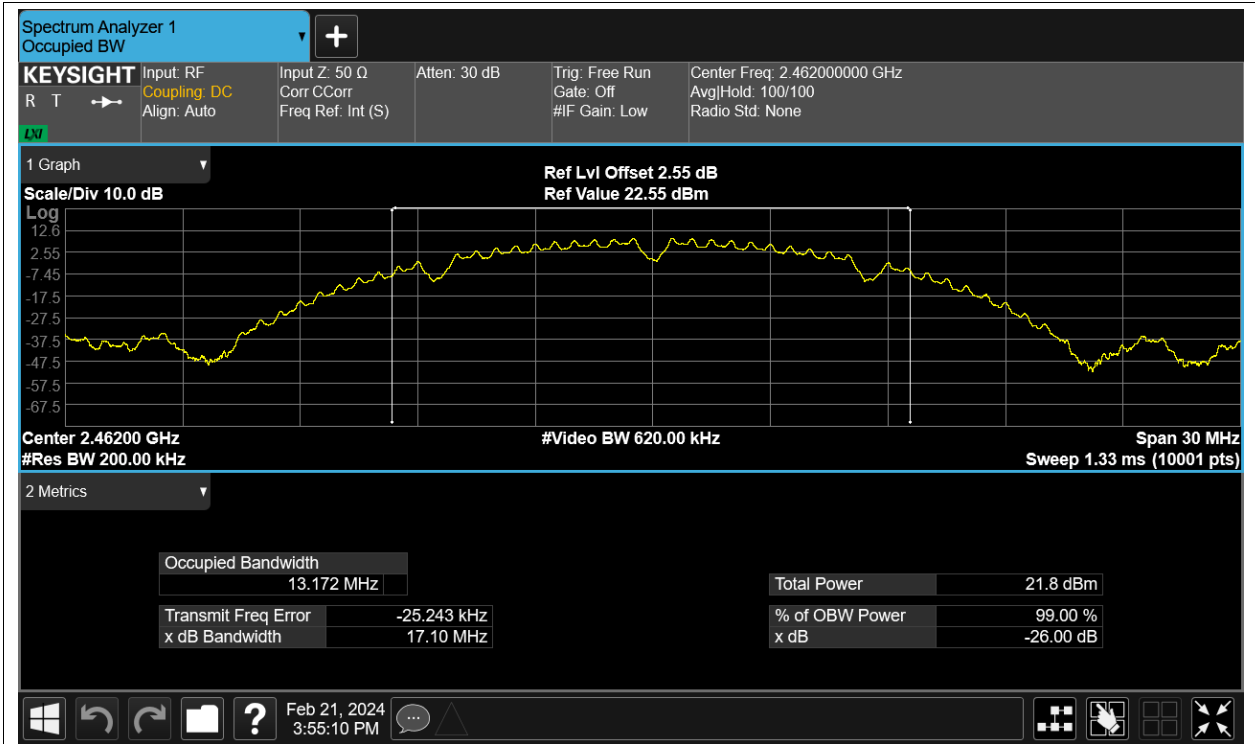 Spectrum Analyzer 1
Occupied BW
KEYSIGHT
R T
LXI
Input: RF
Coupling: DC
Align: Auto
Input Z: 50 Ω
Corr CCorr
Freq Ref: Int (S)
Atten: 30 dB
Trig: Free Run
Gate: Off
#IF Gain: Low
Center Freq: 2.462000000 GHz
Avg|Hold: 100/100
Radio Std: None
1 Graph
Scale/Div 10.0 dB
Ref Lvl Offset 2.55 dB
Ref Value 22.55 dBm
Log
12.6
2.55
-7.45
-17.5
-27.5
-37.5
-47.5
-57.5
-67.5
Center 2.46200 GHz
#Res BW 200.00 kHz
#Video BW 620.00 kHz
Span 30 MHz
Sweep 1.33 ms (10001 pts)
2 Metrics
Occupied Bandwidth
13.172 MHz
Transmit Freq Error -25.243 kHz
x dB Bandwidth 17.10 MHz
Total Power 21.8 dBm
% of OBW Power 99.00 %
x dB -26.00 dB
?
Feb 21, 2024
3:55:10 PM